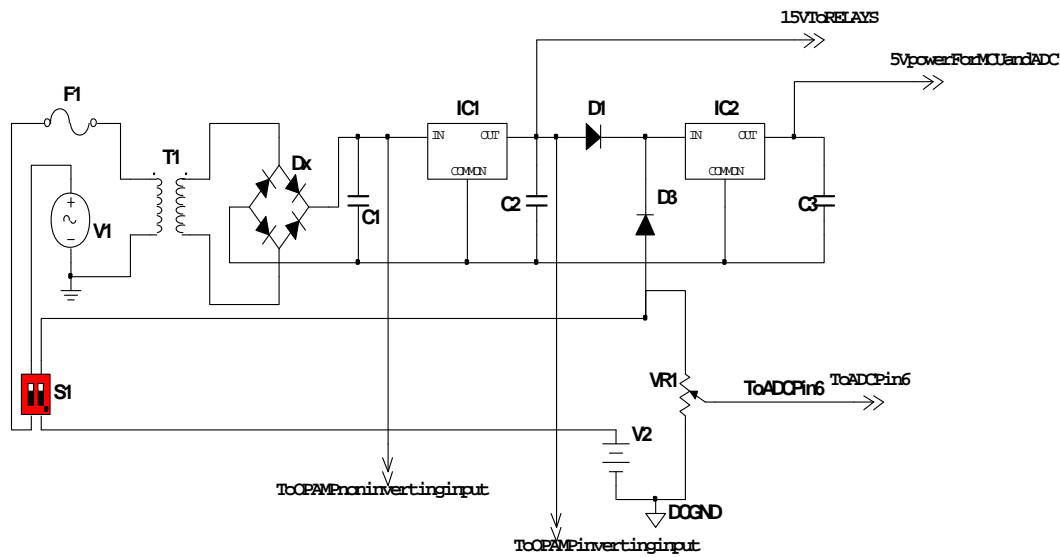 15VToRELAYS
5VpowerForMCUandADC
F1
IC1
D1
IC2
IN
OUT
COMMON
IN
OUT
COMMON
T1
Dx
V1
C1
C2
D3
C3
S1
VR1
ToADCPin6
ToADCPin6
V2
ToOPAMPnoninvertinginput
DCGND
ToOPAMPinvertinginput